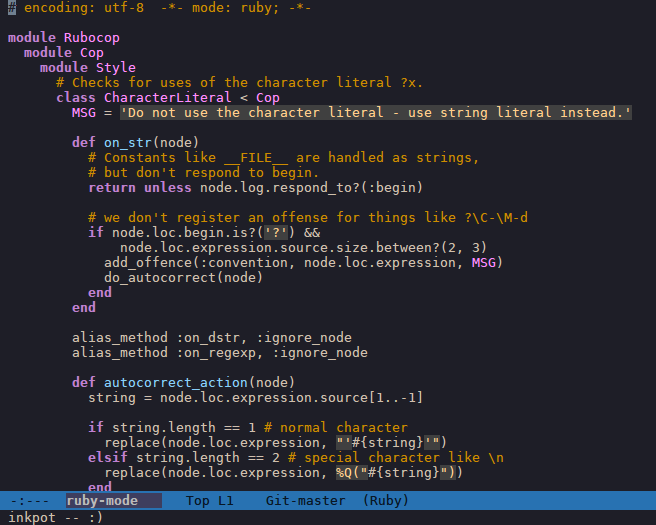 # encoding: utf-8  -*- mode: ruby; -*-

module Rubocop
  module Cop
    module Style
      # Checks for uses of the character literal ?x.
      class CharacterLiteral < Cop
        MSG = 'Do not use the character literal - use string literal instead.'

        def on_str(node)
          # Constants like __FILE__ are handled as strings,
          # but don't respond to begin.
          return unless node.log.respond_to?(:begin)

          # we don't register an offense for things like ?\C-\M-d
          if node.loc.begin.is?('?') &&
              node.loc.expression.source.size.between?(2, 3)
            add_offence(:convention, node.loc.expression, MSG)
            do_autocorrect(node)
          end
        end

        alias_method :on_dstr, :ignore_node
        alias_method :on_regexp, :ignore_node

        def autocorrect_action(node)
          string = node.loc.expression.source[1..-1]

          if string.length == 1 # normal character
            replace(node.loc.expression, "'#{string}'")
          elsif string.length == 2 # special character like \n
            replace(node.loc.expression, %Q("#{string}"))
          end
-:---  ruby-mode      Top L1    Git-master  (Ruby)
inkpot -- :)